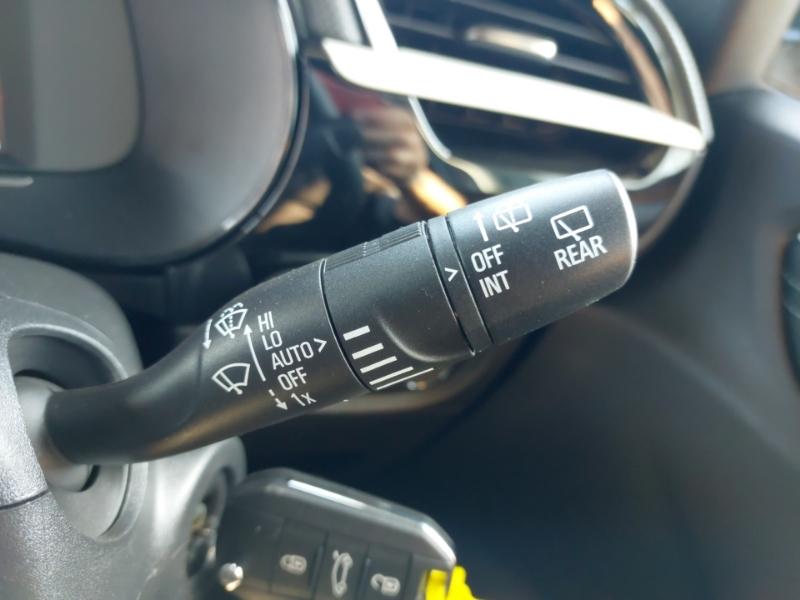 HI
LO
AUTO
OFF
1x
OFF
INT
REAR